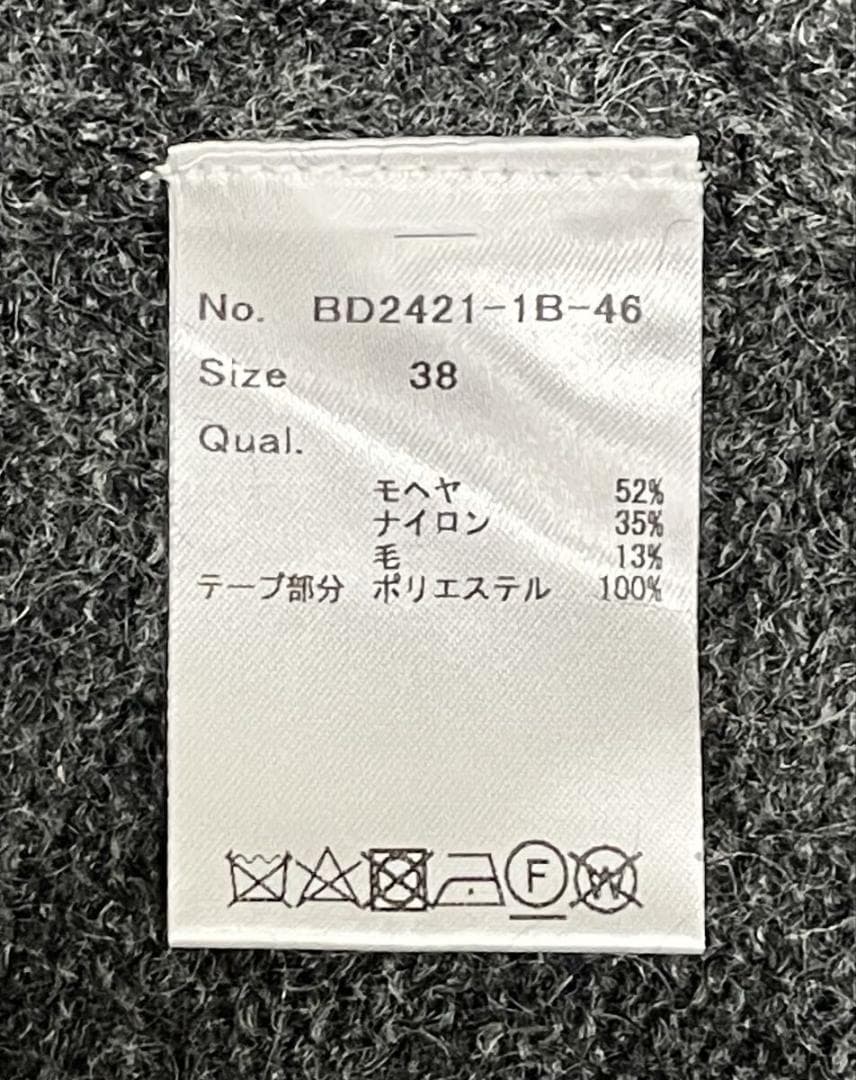 No. BD2421-1B-46
Size 38
Qual.
モヘヤ 52%
ナイロン 35%
毛 13%
テープ部分 ポリエステル 100%
F W